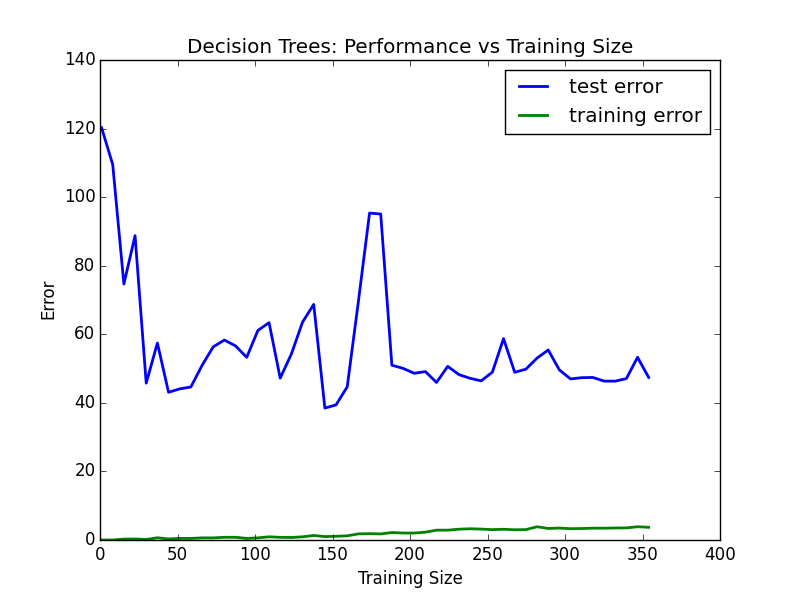 Decision Trees: Performance vs Training Size
test error
training error
Error
140
120
100
80
60
40
20
0
0 50 100 150 200 250 300 350 400
Training Size